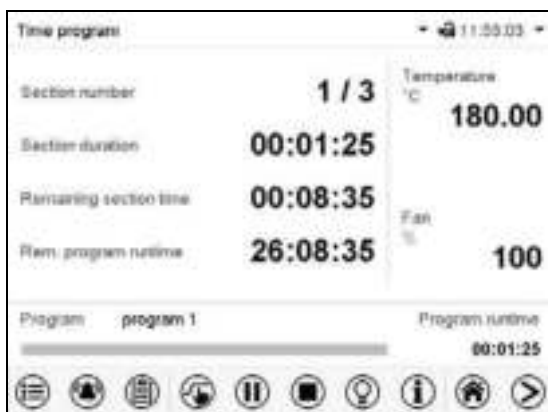 Time program
11:55:03
Section number 1 / 3
Section duration 00:01:25
Remaining section time 00:08:35
Rem. program runtime 26:08:35
Temperature
°C
180.00
Fan
%
100
Program program 1
Program runtime
00:01:25